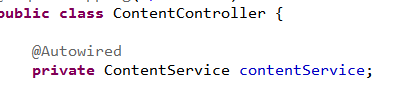 public class ContentController {
@Autowired
private ContentService contentService;